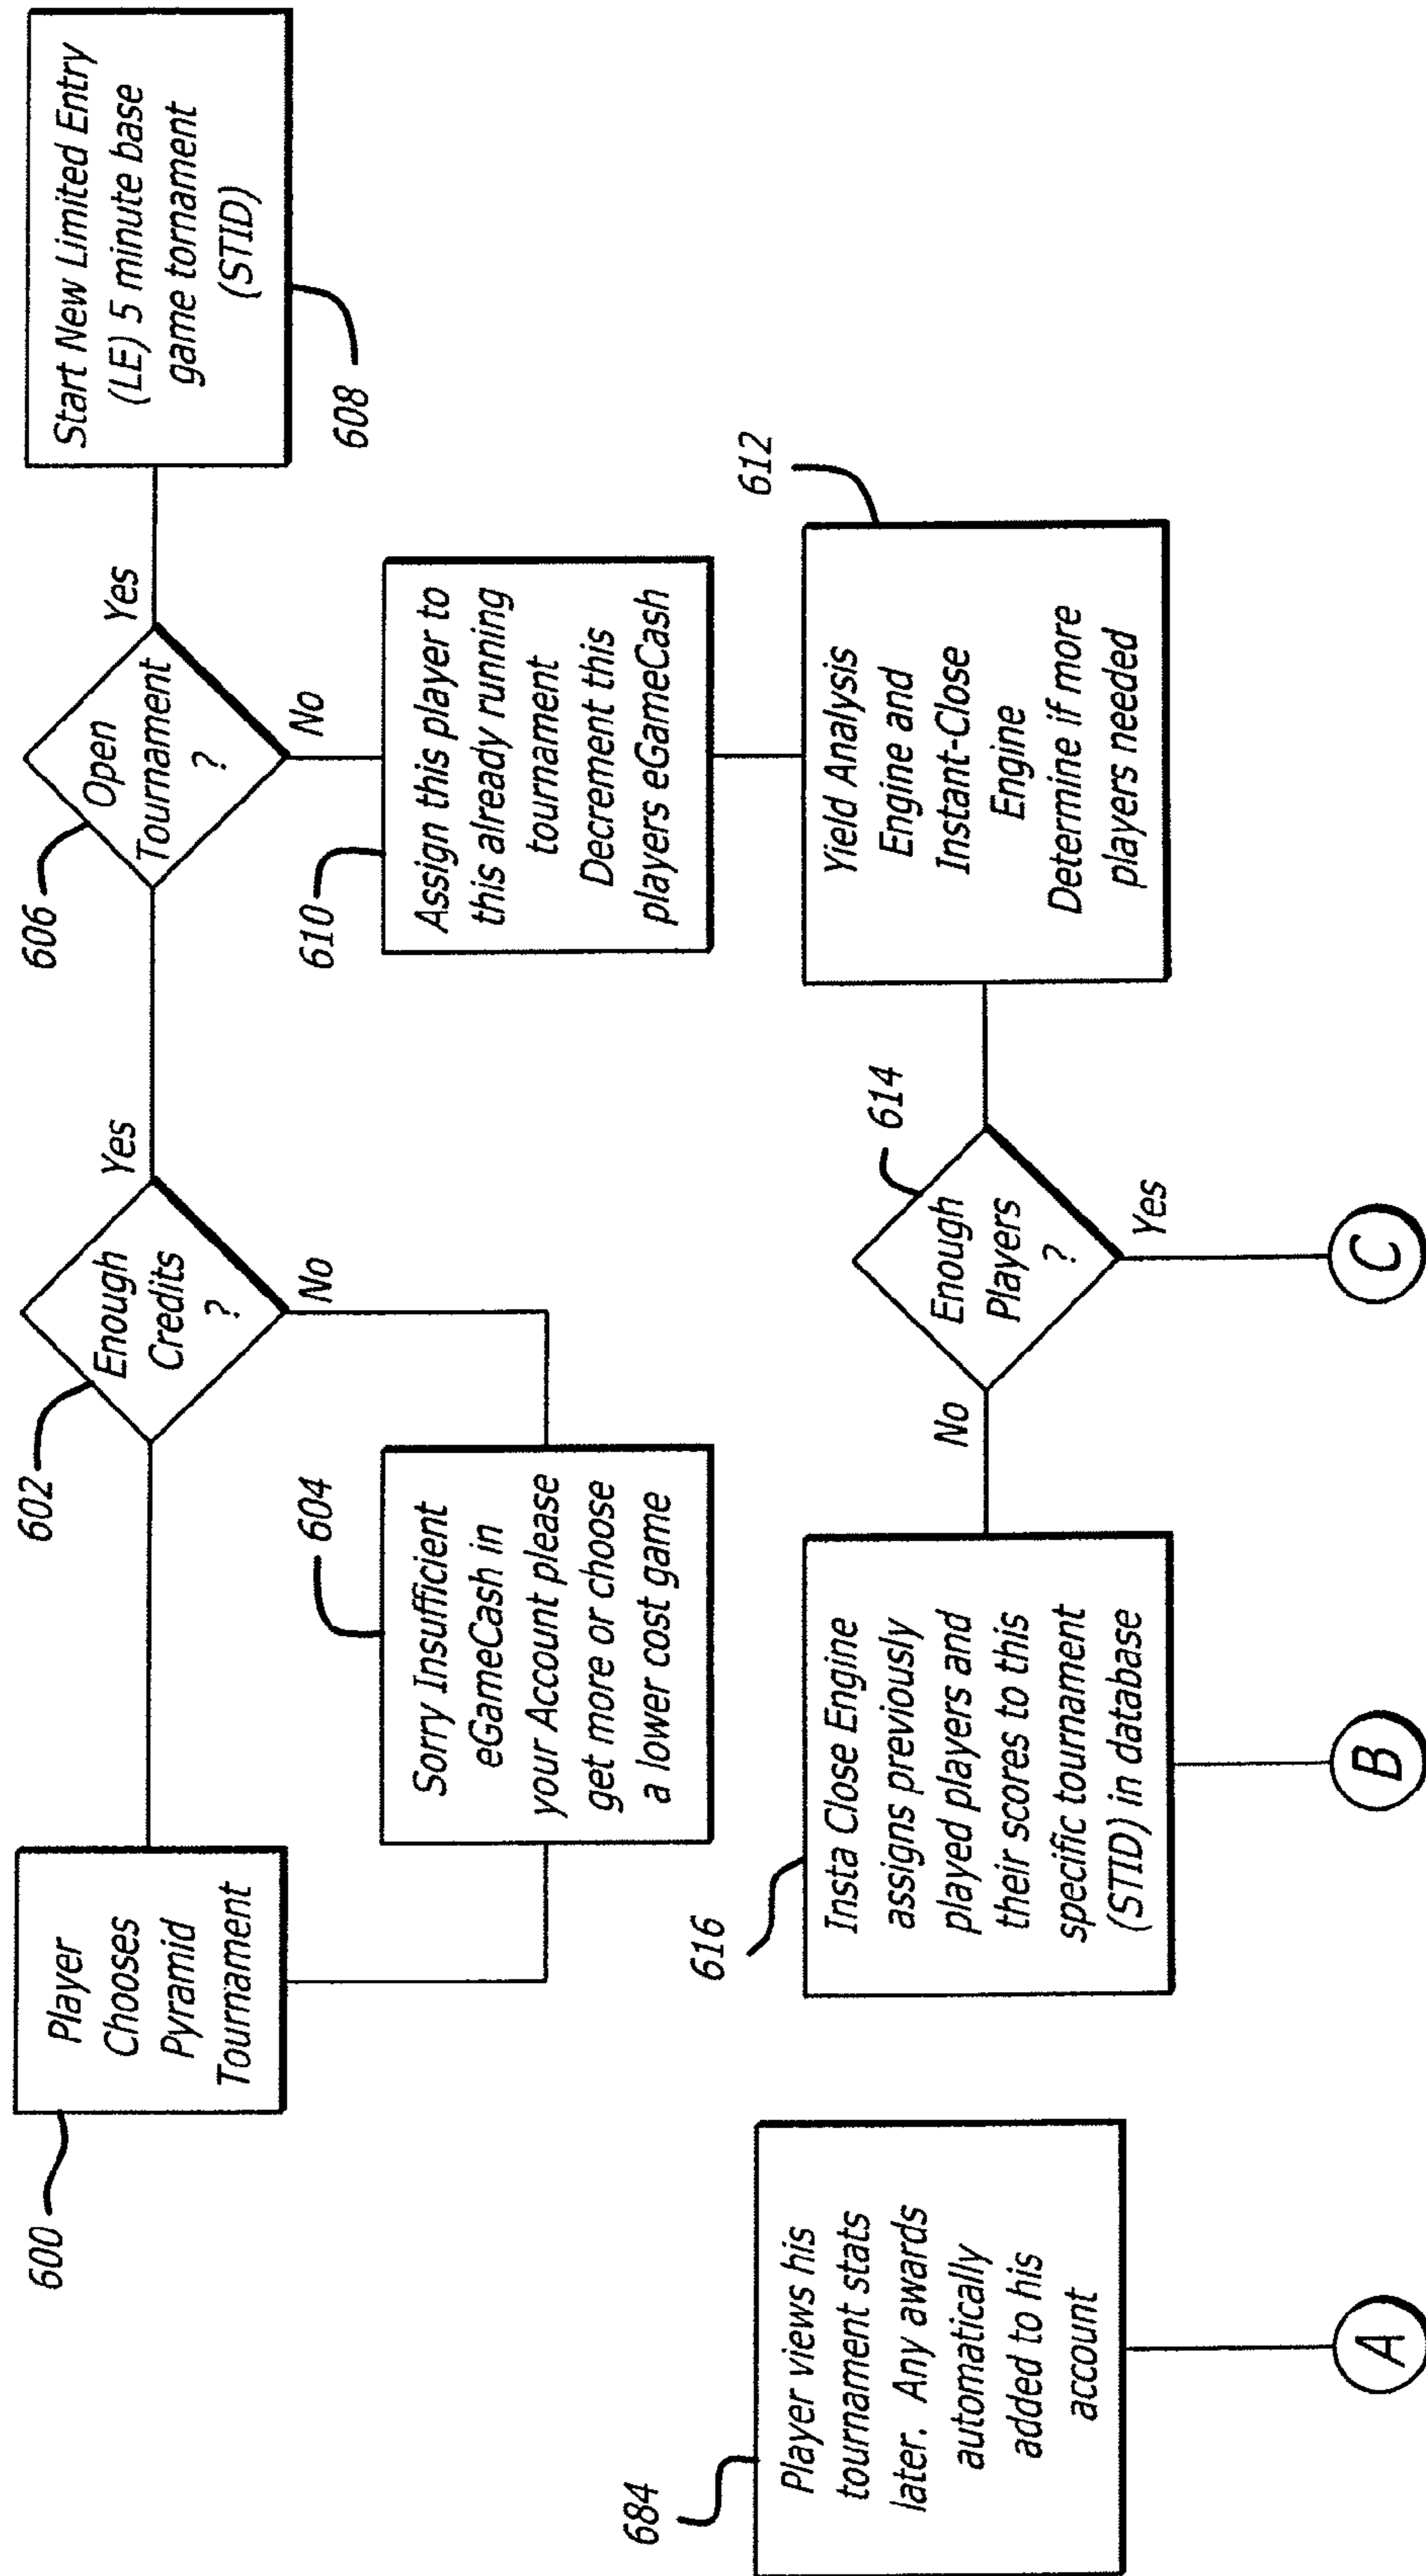 600
Player
Chooses
Pyramid
Tournament
602
Enough
Credits
?
Yes
No
604
Sorry Insufficient
eGameCash in
your Account please
get more or choose
a lower cost game
606
Open
Tournament
?
Yes
No
Start New Limited Entry
(LE) 5 minute base
game tornament
(STID)
608
610
Assign this player to
this already running
tournament
Decrement this
players eGameCash
612
Yield Analysis
Engine and
Instant-Close
Engine
Determine if more
players needed
614
Enough
Players
?
No
Yes
616
Insta Close Engine
assigns previously
played players and
their scores to this
specific tournament
(STID) in database
684
Player views his
tournament stats
later. Any awards
automatically
added to his
account
A
B
C